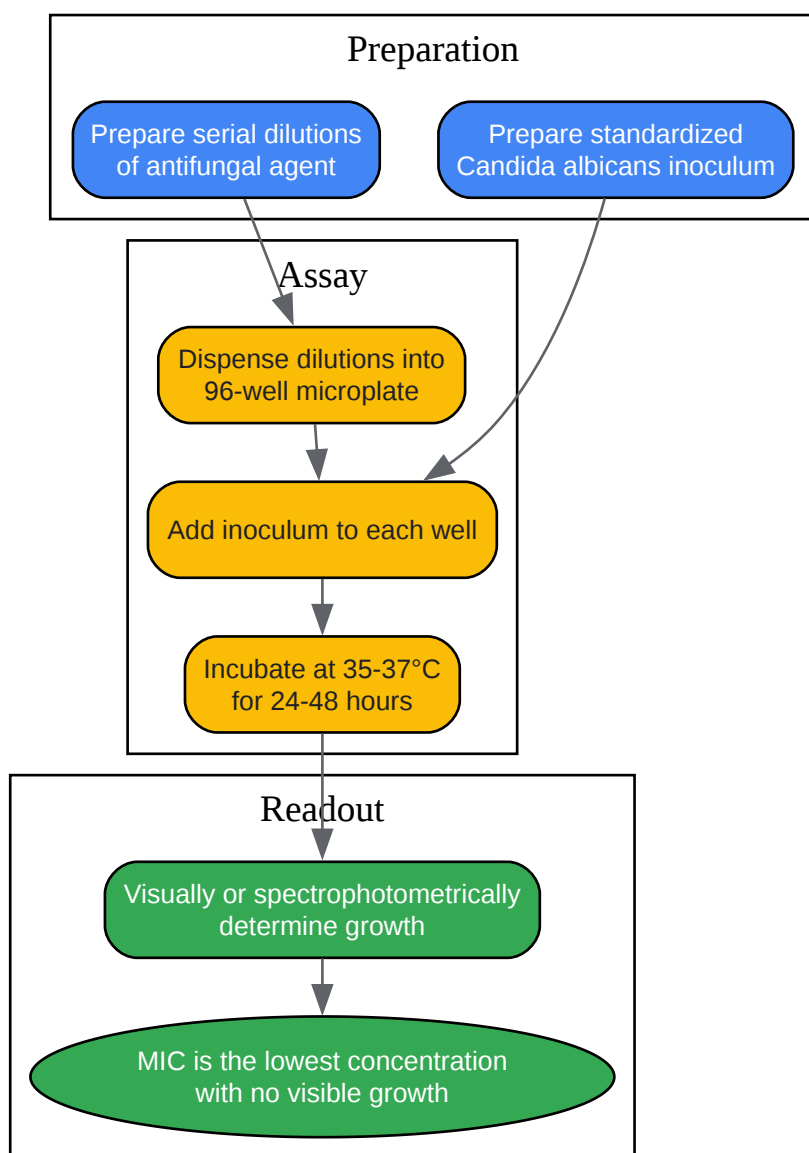 Preparation
Prepare serial dilutions
of antifungal agent
Prepare standardized
Candida albicans inoculum
Assay
Dispense dilutions into
96-well microplate
Add inoculum to each well
Incubate at 35-37°C
for 24-48 hours
Readout
Visually or spectrophotometrically
determine growth
MIC is the lowest concentration
with no visible growth